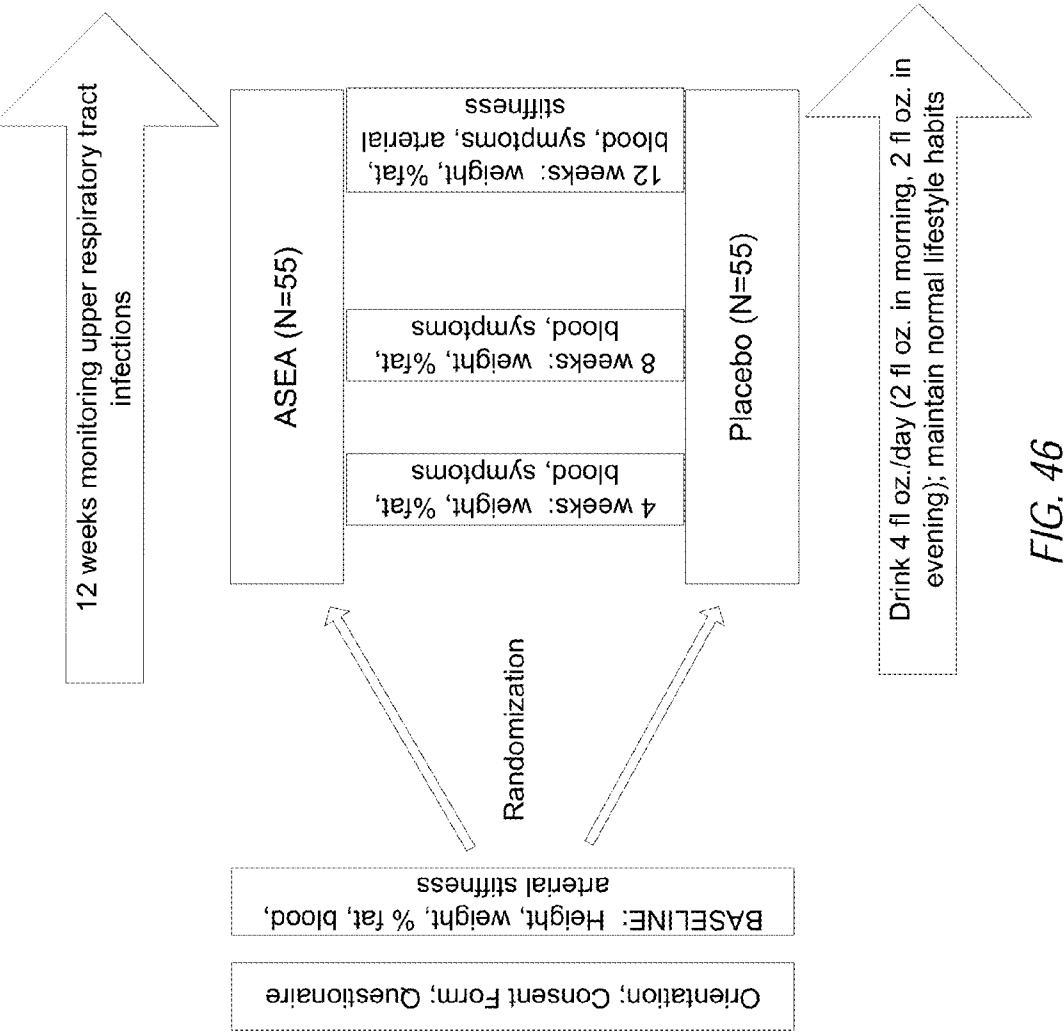 12 weeks monitoring upper respiratory tract
infections
Orientation; Consent Form; Questionaire
BASELINE: Height, weight, % fat, blood,
arterial stiffness
Randomization
ASEA (N=55)
4 weeks: weight, %fat,
blood, symptoms
8 weeks: weight, %fat,
blood, symptoms
12 weeks: weight, %fat,
blood, symptoms, arterial
stiffness
Placebo (N=55)
Drink 4 fl oz./day (2 fl oz. in morning, 2 fl oz. in
evening); maintain normal lifestyle habits
FIG. 46